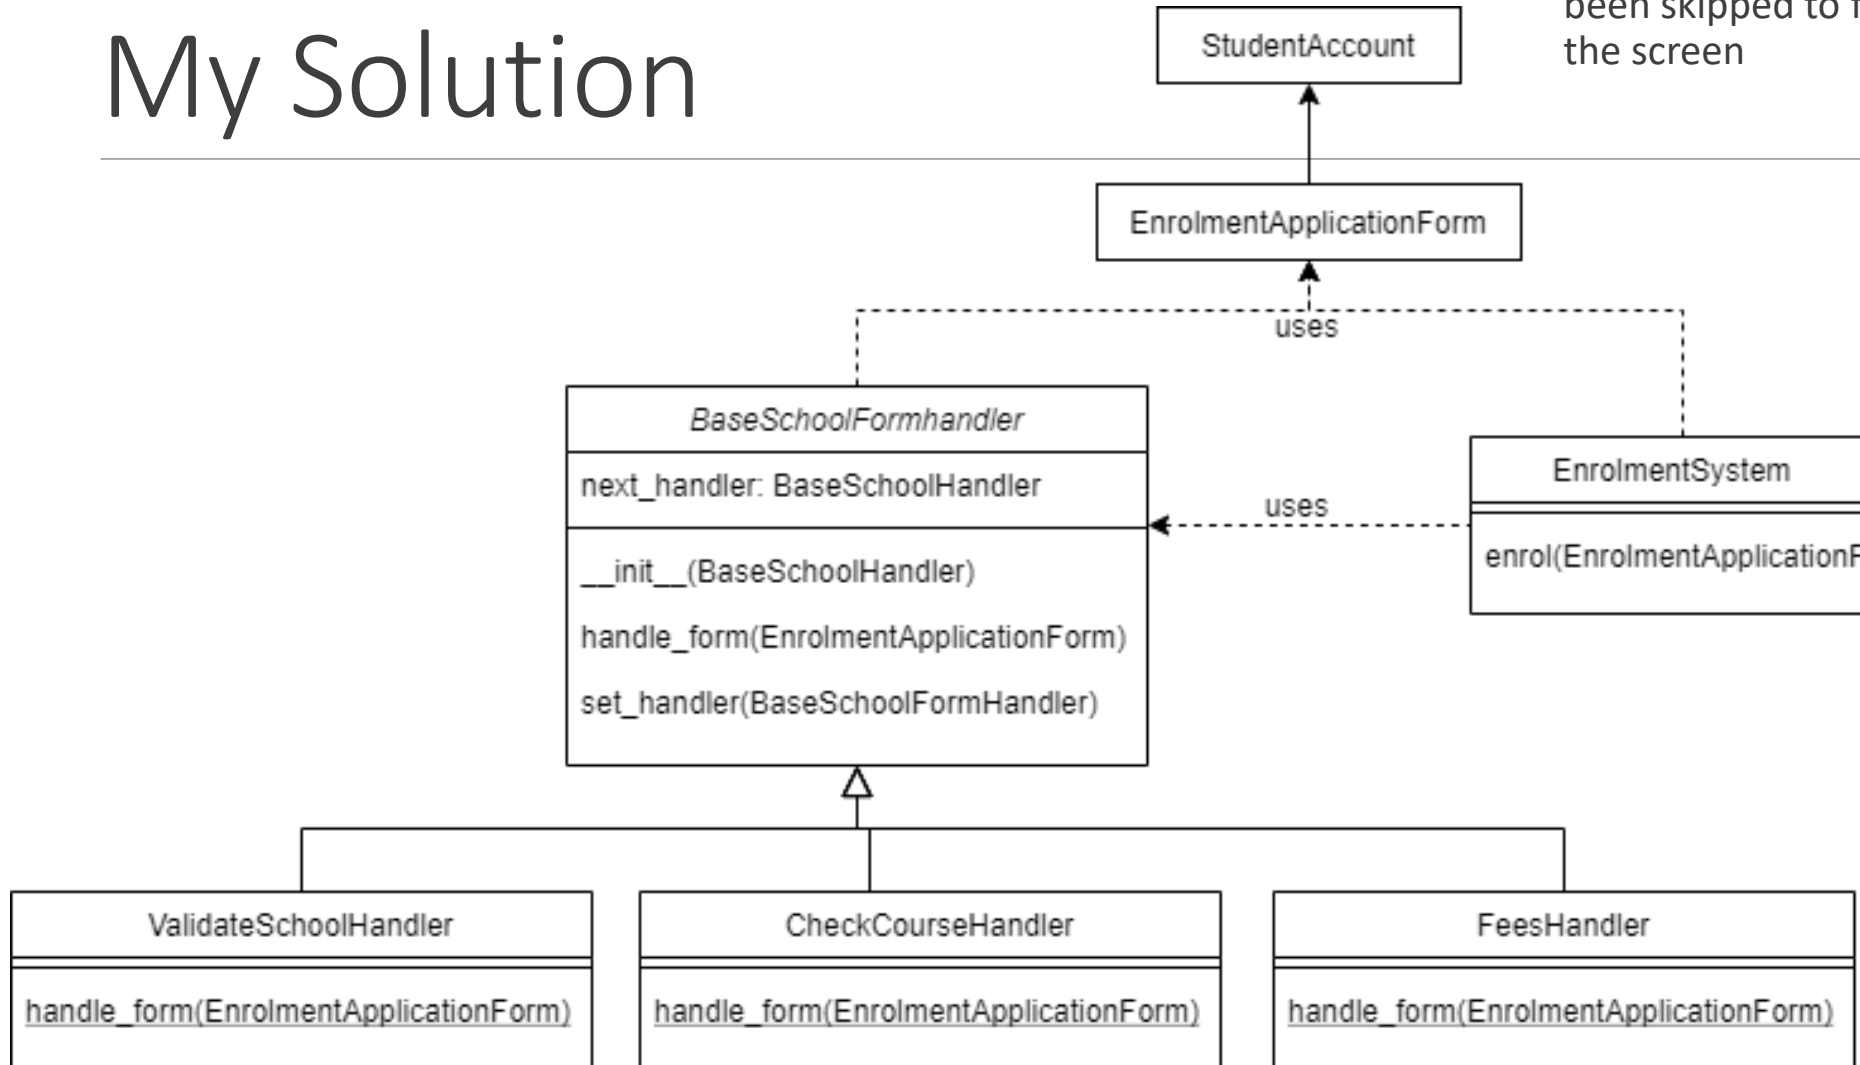 My Solution
been skipped to f
the screen
StudentAccount
EnrolmentApplicationForm
uses
BaseSchoolFormhandler
next_handler: BaseSchoolHandler
__init__(BaseSchoolHandler)
handle_form(EnrolmentApplicationForm)
set_handler(BaseSchoolFormHandler)
uses
EnrolmentSystem
enrol(EnrolmentApplicationF
ValidateSchoolHandler
handle_form(EnrolmentApplicationForm)
CheckCourseHandler
handle_form(EnrolmentApplicationForm)
FeesHandler
handle_form(EnrolmentApplicationForm)